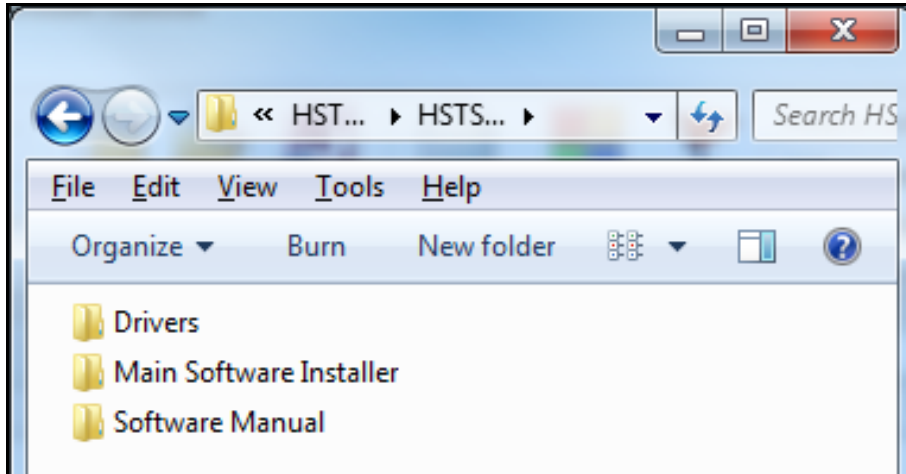 « HST... HSTS... Search HS
File Edit View Tools Help
Organize Burn New folder
Drivers
Main Software Installer
Software Manual